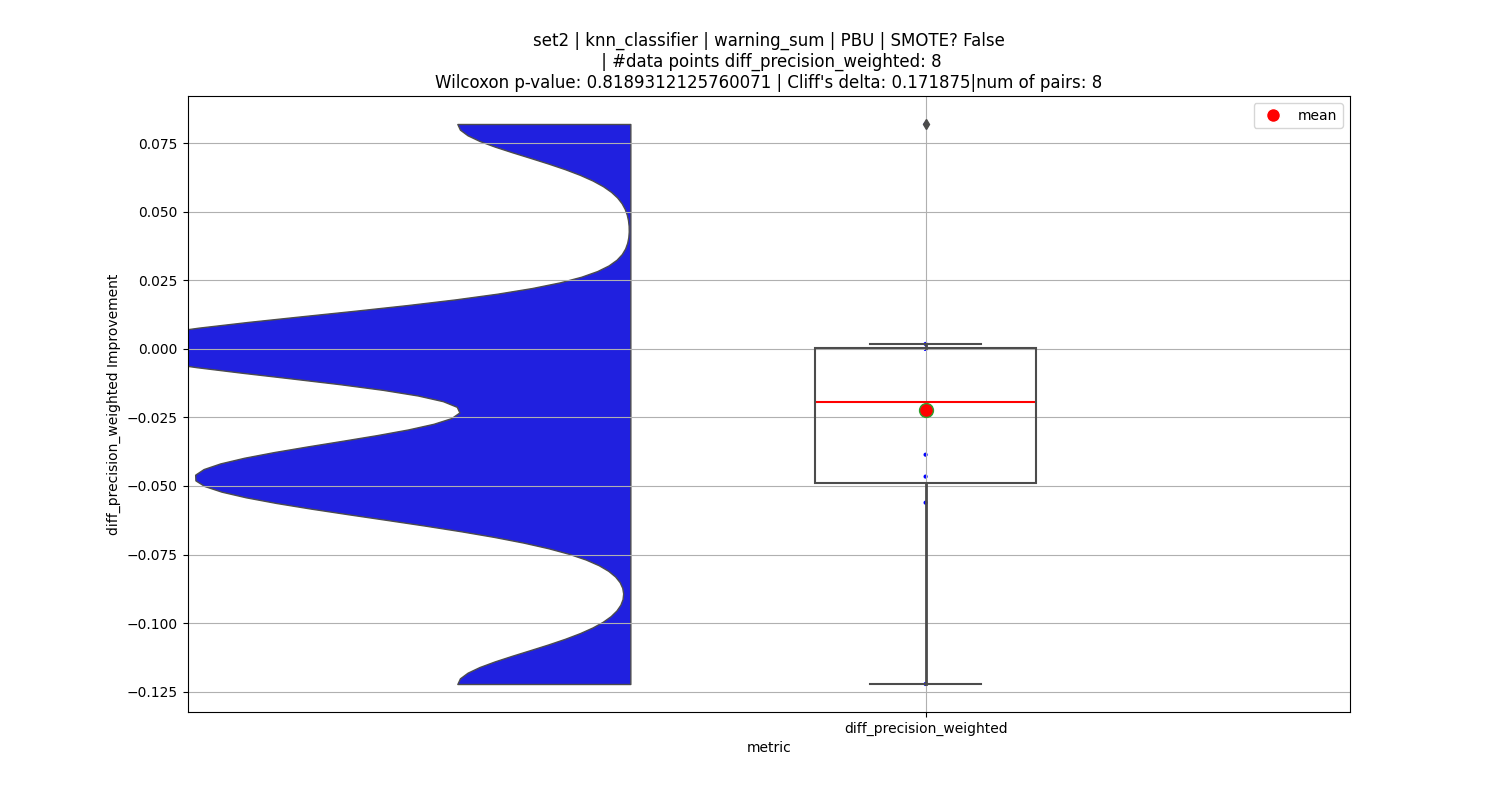 set2 | knn_classifier | warning_sum | PBU | SMOTE? False
| #data points diff_precision_weighted: 8
Wilcoxon p-value: 0.8189312125760071 | Cliff's delta: 0.171875|num of pairs: 8
mean
0.075
0.050
0.025
0.000
−0.025
−0.050
−0.075
−0.100
−0.125
diff_precision_weighted Improvement
diff_precision_weighted
metric